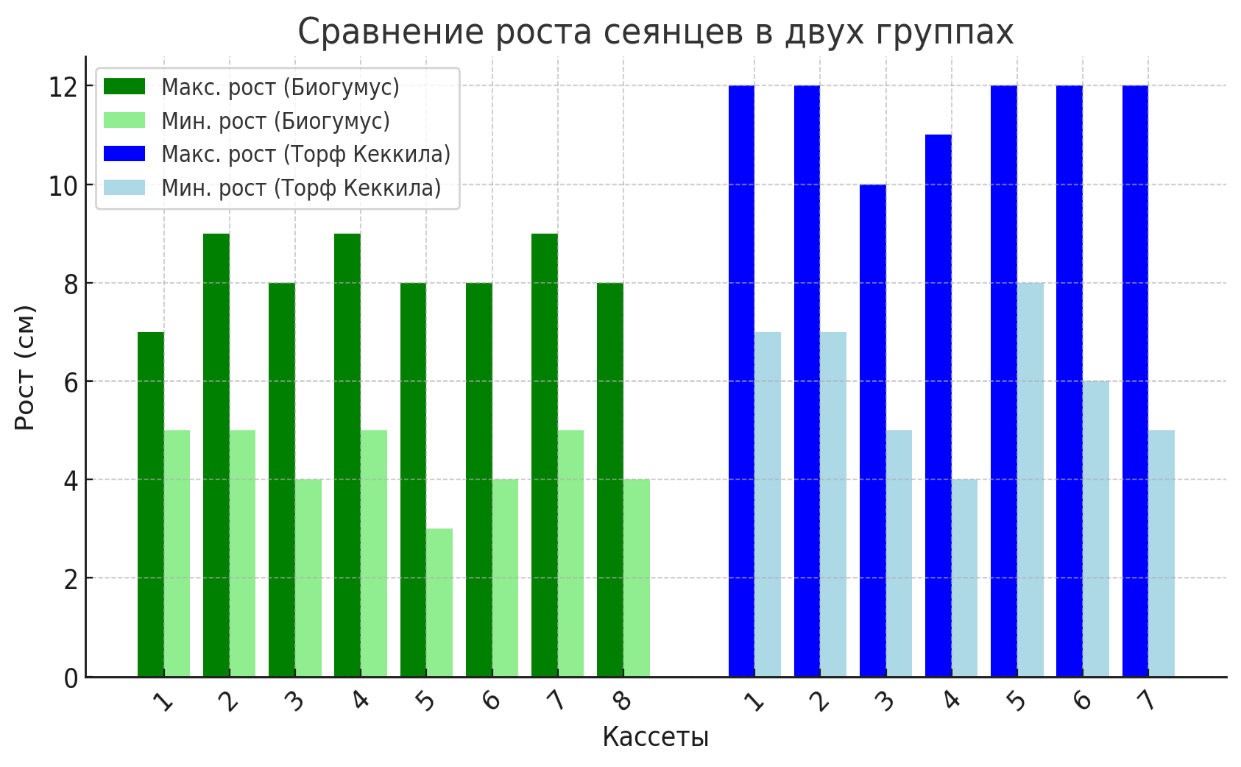 Сравнение роста сеянцев в двух группах
Макс. рост (Биогумус)
Мин. рост (Биогумус)
Макс. рост (Торф Кеккила)
Мин. рост (Торф Кеккила)
Рост (см)
12
10
8
6
4
2
0
1 2 3 4 5 6 7 8 1 2 3 4 5 6 7
Кассеты